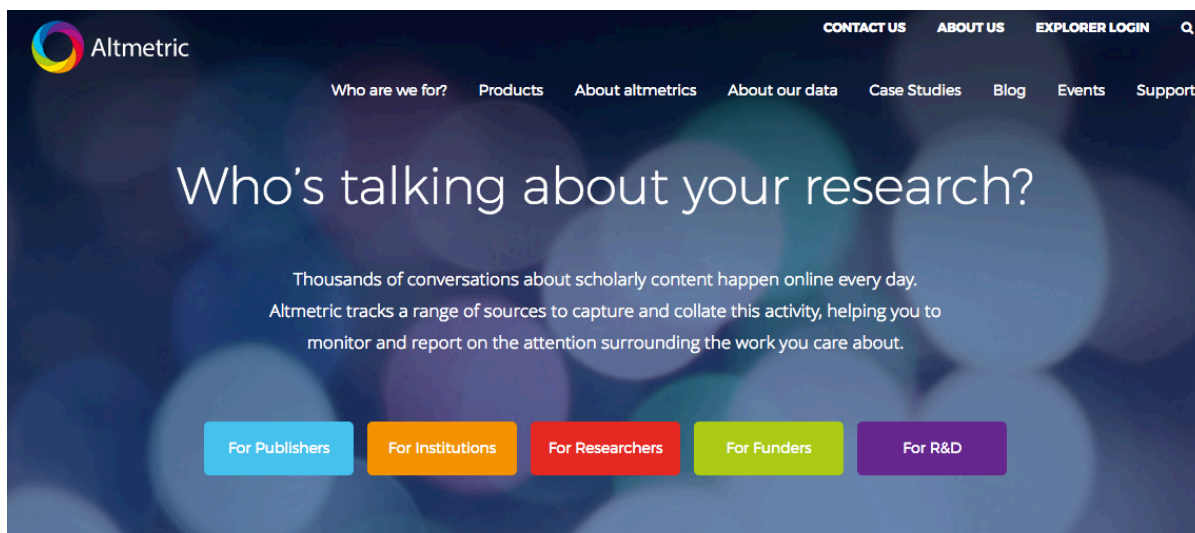 Altmetric
CONTACT US ABOUT US EXPLORER LOGIN
Who are we for? Products About altmetrics About our data Case Studies Blog Events Support
Who's talking about your research?
Thousands of conversations about scholarly content happen online every day.
Altmetric tracks a range of sources to capture and collate this activity, helping you to
monitor and report on the attention surrounding the work you care about.
For Publishers For Institutions For Researchers For Funders For R&D